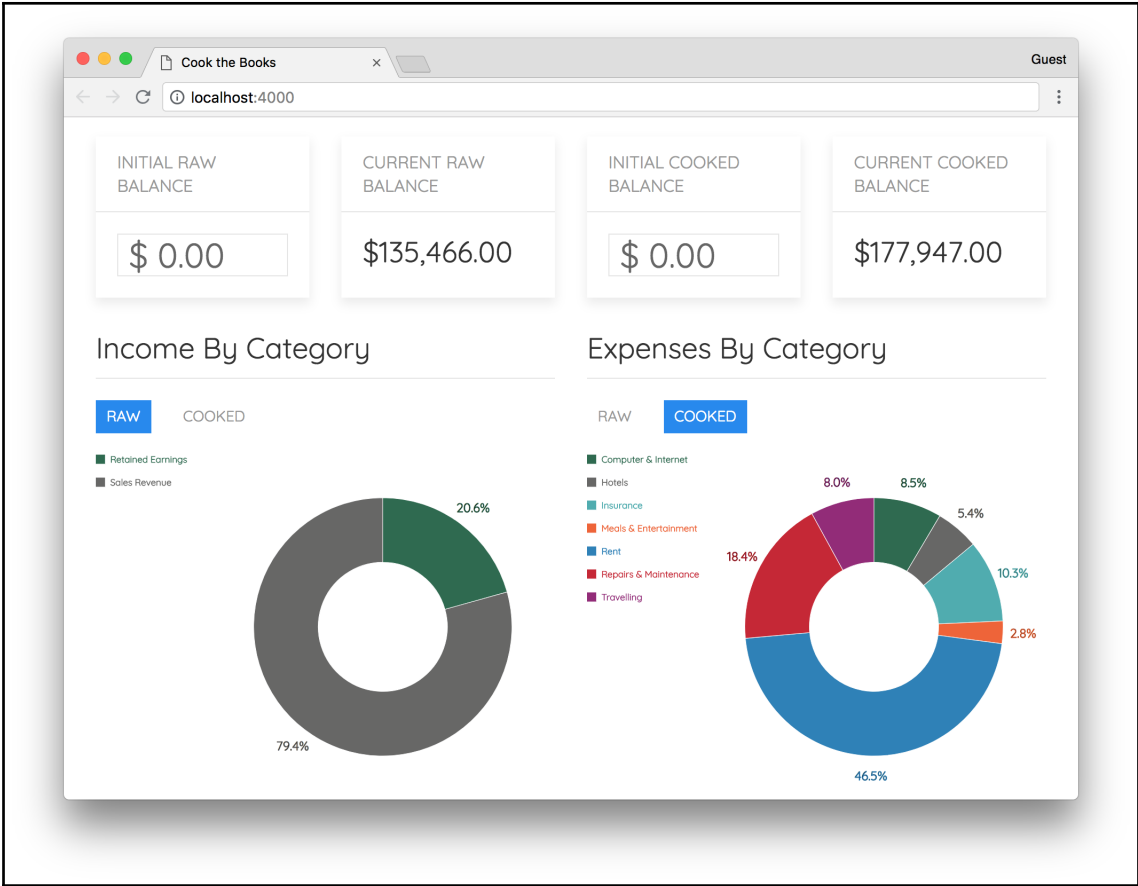 Cook the Books
Guest
localhost:4000
INITIAL RAW
BALANCE
$ 0.00
CURRENT RAW
BALANCE
$135,466.00
INITIAL COOKED
BALANCE
$ 0.00
CURRENT COOKED
BALANCE
$177,947.00
Income By Category
RAW COOKED
Retained Earnings
Sales Revenue
20.6%
79.4%
Expenses By Category
RAW COOKED
Computer & Internet
Hotels
Insurance
Meals & Entertainment
Rent
Repairs & Maintenance
Travelling
8.0%
8.5%
5.4%
18.4%
10.3%
2.8%
46.5%